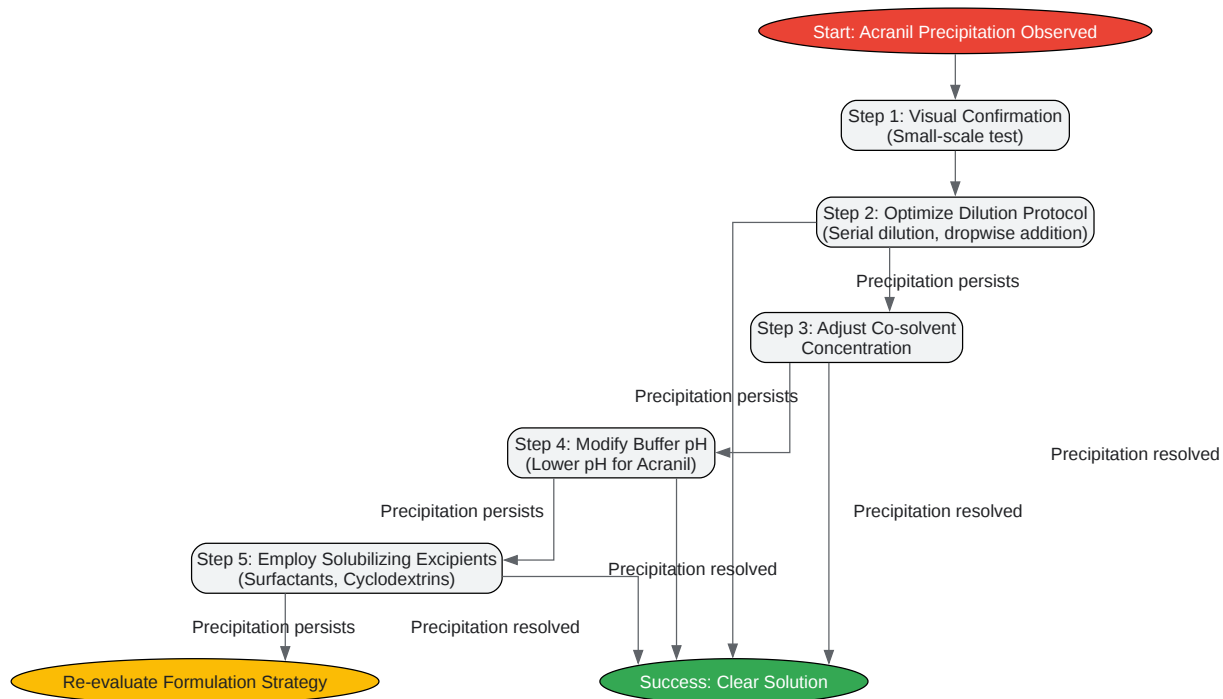 Start: Acranil Precipitation Observed
Step 1: Visual Confirmation
(Small-scale test)
Step 2: Optimize Dilution Protocol
(Serial dilution, dropwise addition)
Precipitation persists
Step 3: Adjust Co-solvent
Concentration
Precipitation persists
Step 4: Modify Buffer pH
(Lower pH for Acranil)
Precipitation resolved
Precipitation persists
Precipitation resolved
Step 5: Employ Solubilizing Excipients
(Surfactants, Cyclodextrins)
Precipitation resolved
Precipitation persists
Precipitation resolved
Re-evaluate Formulation Strategy
Success: Clear Solution